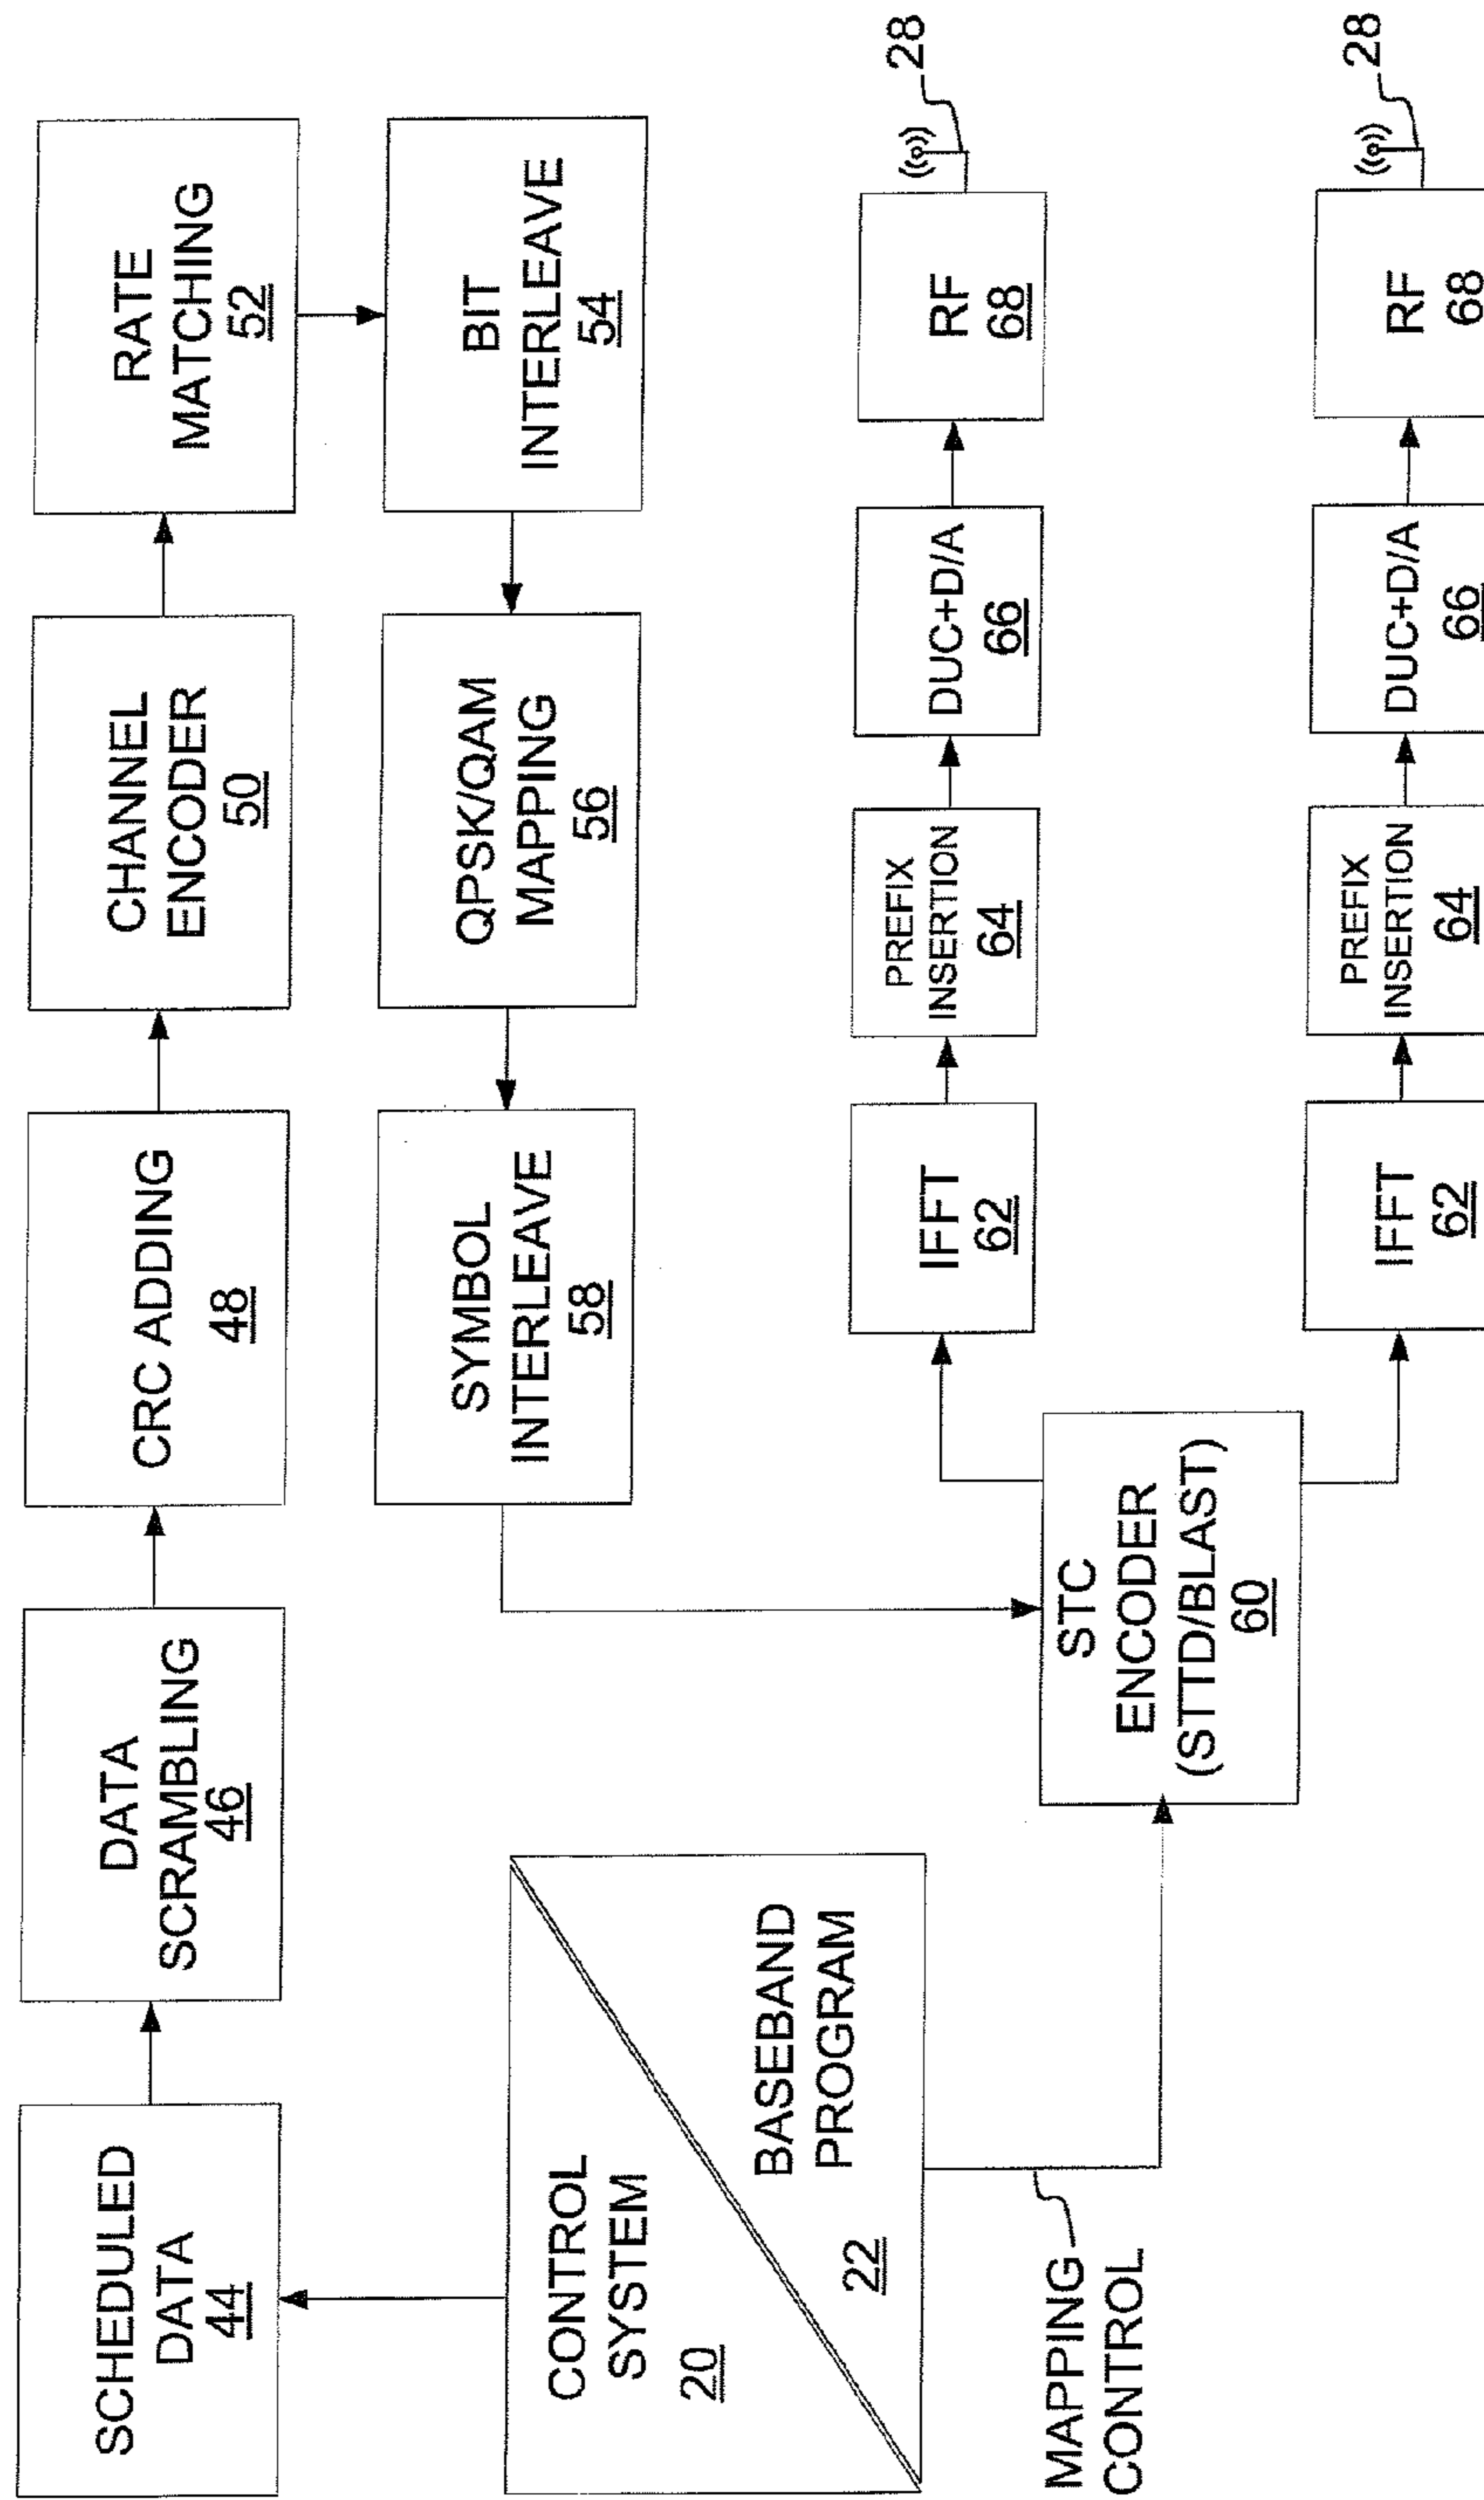 SCHEDULED
DATA
44
DATA
SCRAMBLING
46
CRC ADDING
48
CHANNEL
ENCODER
50
RATE
MATCHING
52
CONTROL
SYSTEM
20
BASEBAND
PROGRAM
22
SYMBOL
INTERLEAVE
58
QPSK/QAM
MAPPING
56
BIT
INTERLEAVE
54
MAPPING
CONTROL
STC
ENCODER
(STTD/BLAST)
60
IFFT
62
PREFIX
INSERTION
64
DUC+D/A
66
RF
68
28
IFFT
62
PREFIX
INSERTION
64
DUC+D/A
66
RF
68
28